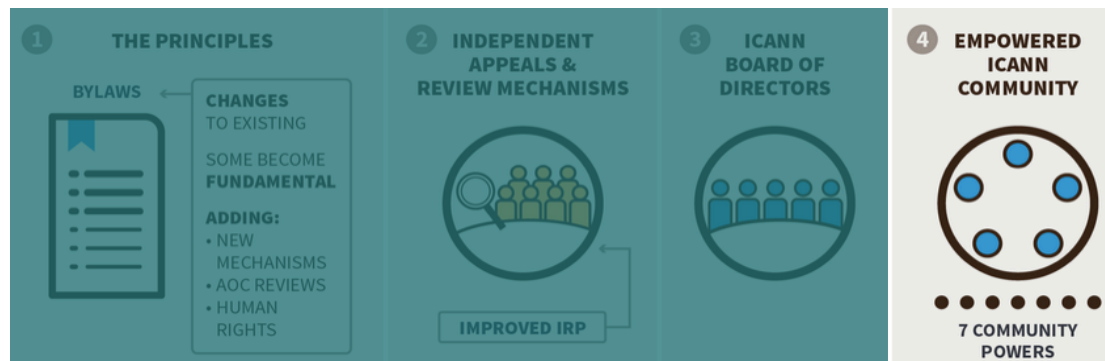 1
THE PRINCIPLES
BYLAWS
CHANGES
TO EXISTING
SOME BECOME
FUNDAMENTAL
ADDING:
• NEW
MECHANISMS
• AOC REVIEWS
• HUMAN
RIGHTS
2
INDEPENDENT
APPEALS &
REVIEW MECHANISMS
IMPROVED IRP
3
ICANN
BOARD OF
DIRECTORS
4
EMPOWERED
ICANN
COMMUNITY
7 COMMUNITY
POWERS